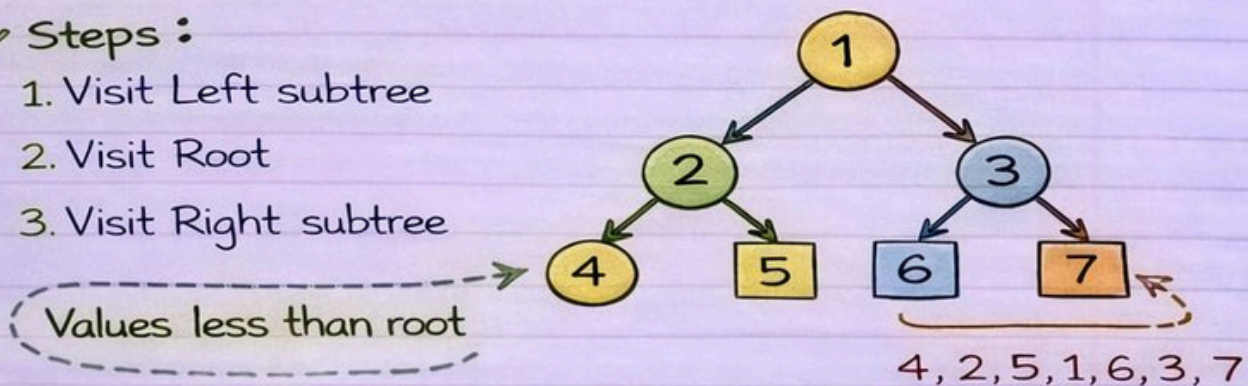 Steps :
1. Visit Left subtree
2. Visit Root
3. Visit Right subtree
Values less than root
1
2
3
4
5
6
7
4, 2, 5, 1, 6, 3, 7